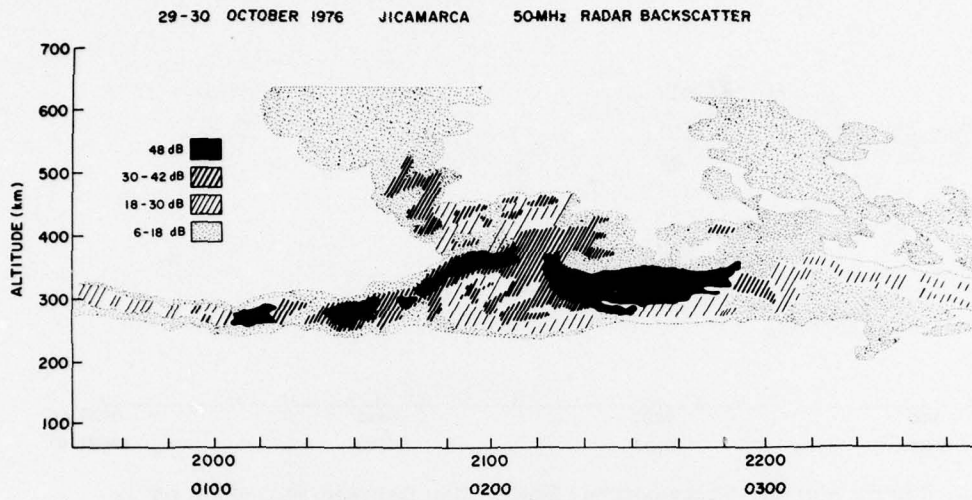 29-30 OCTOBER 1976 JICAMARCA 50-MHz RADAR BACKSCATTER
700
600
500
400
300
200
100
ALTITUDE (km)
48 dB
30-42 dB
18-30 dB
6-18 dB
2000 2100 2200
0100 0200 0300